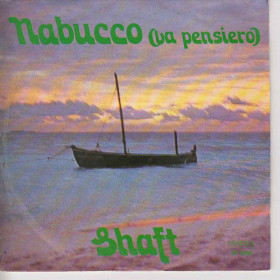 Nabucco (va pensiero)
Shaft